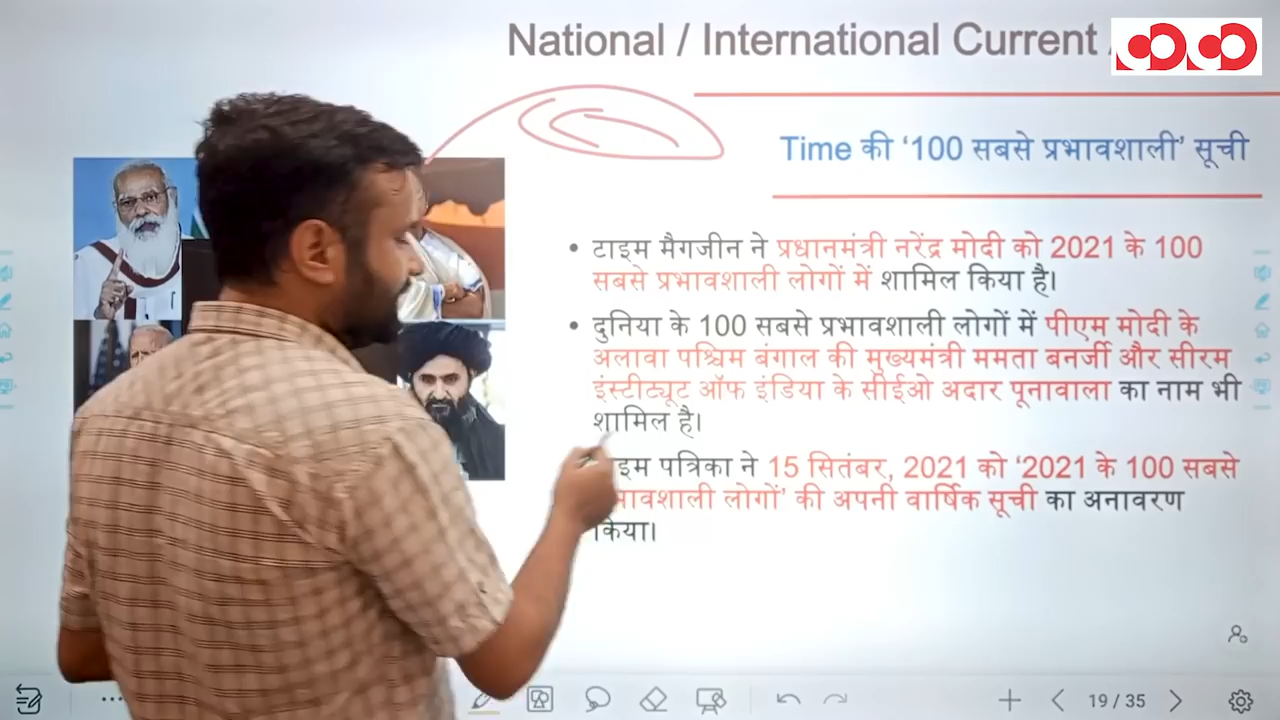 National / International Current
Time की ‘100 सबसे प्रभावशाली’ सूची
• टाइम मैगजीन ने प्रधानमंत्री नरेंद्र मोदी को 2021 के 100
सबसे प्रभावशाली लोगों में शामिल किया है।
• दुनिया के 100 सबसे प्रभावशाली लोगों में पीएम मोदी के
अलावा पश्चिम बंगाल की मुख्यमंत्री ममता बनर्जी और सीरम
इंस्टीट्यूट ऑफ इंडिया के सीईओ अदार पूनावाला का नाम भी
शामिल है।
पत्रिका ने 15 सितंबर, 2021 को ‘2021 के 100 सबसे
लोगों’ की अपनी वार्षिक सूची का अनावरण
किया।
19 / 35